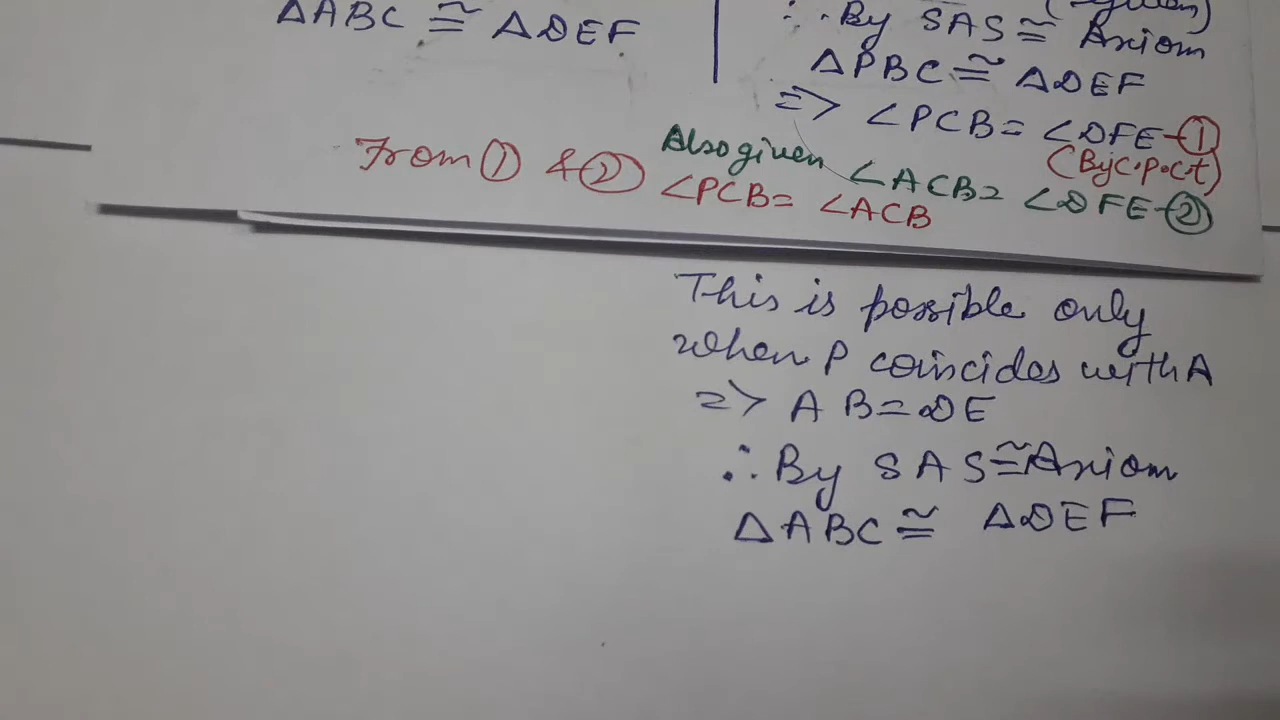 ΔABC ≅ ΔDEF
(given)
∴ By SAS ≅ Axiom
ΔPBC ≅ ΔDEF
=> ∠PCB = ∠DFE - ①
(By C.P.C.t)
Also given ∠ACB = ∠DFE - ②
From ① & ② ∠PCB = ∠ACB
This is possible only
when P coincides with A
=> AB = DE
∴ By SAS ≅ Axiom
ΔABC ≅ ΔDEF